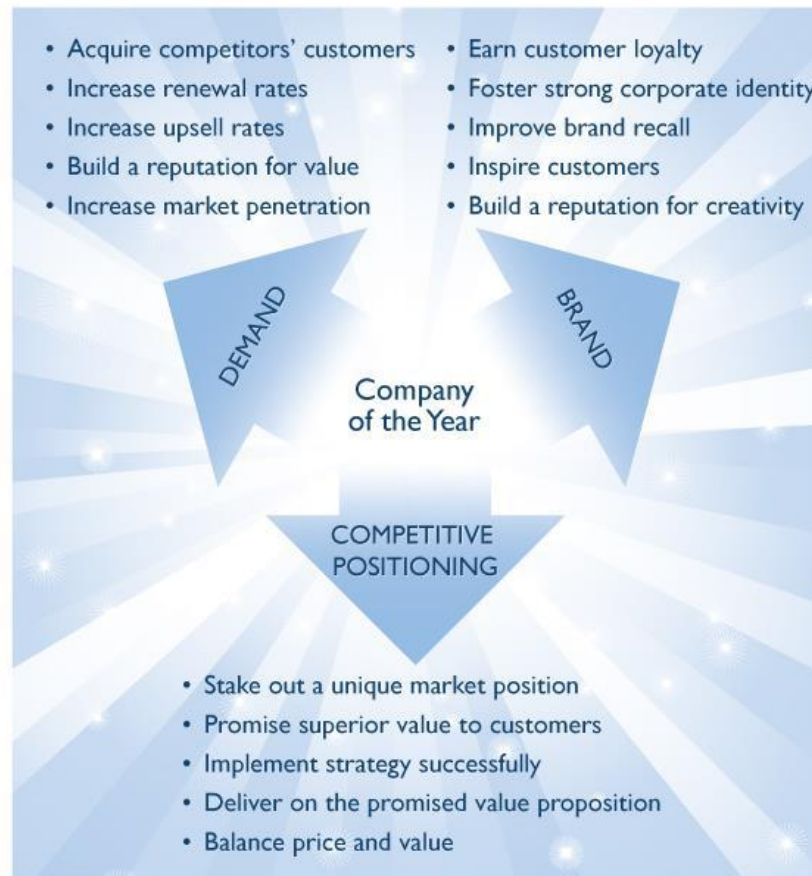 • Acquire competitors’ customers
• Increase renewal rates
• Increase upsell rates
• Build a reputation for value
• Increase market penetration
• Earn customer loyalty
• Foster strong corporate identity
• Improve brand recall
• Inspire customers
• Build a reputation for creativity
DEMAND
BRAND
Company
of the Year
COMPETITIVE
POSITIONING
• Stake out a unique market position
• Promise superior value to customers
• Implement strategy successfully
• Deliver on the promised value proposition
• Balance price and value